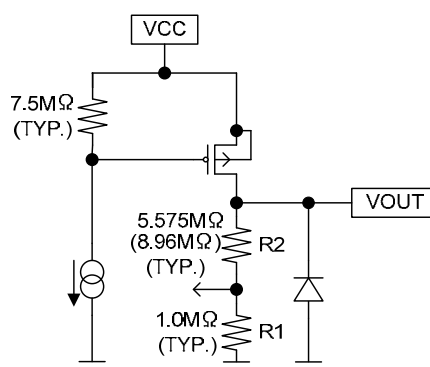 VCC
7.5MΩ
(TYP.)
VOUT
5.575MΩ
(8.96MΩ)
(TYP.)
R2
1.0MΩ
(TYP.)
R1